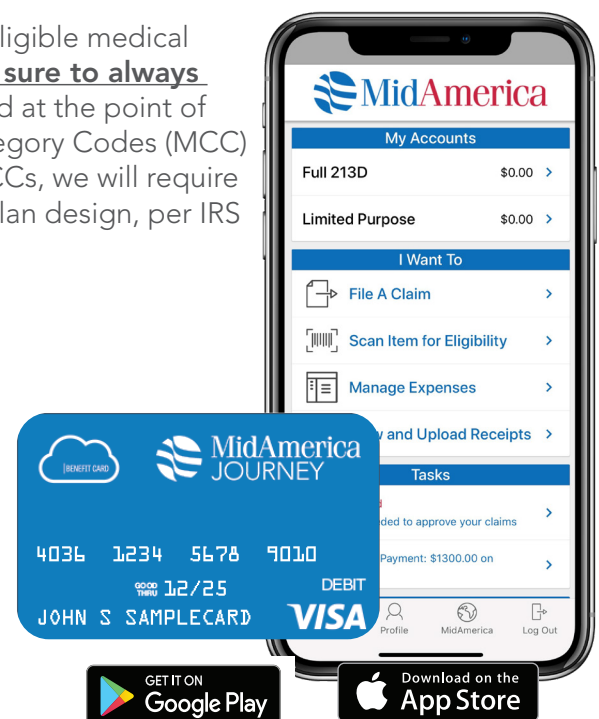 ligible medical
sure to always
d at the point of
egory Codes (MCC)
CCs, we will require
lan design, per IRS
MidAmerica
My Accounts
Full 213D $0.00
Limited Purpose $0.00
I Want To
File A Claim
Scan Item for Eligibility
Manage Expenses
and Upload Receipts
Tasks
ded to approve your claims
Payment: $1300.00 on
Profile MidAmerica Log Out
BENEFIT CARD
MidAmerica
JOURNEY
4036 1234 5678 9010
GOOD THRU 12/25
DEBIT
JOHN S SAMPLECARD
VISA
GET IT ON
Google Play
Download on the
App Store